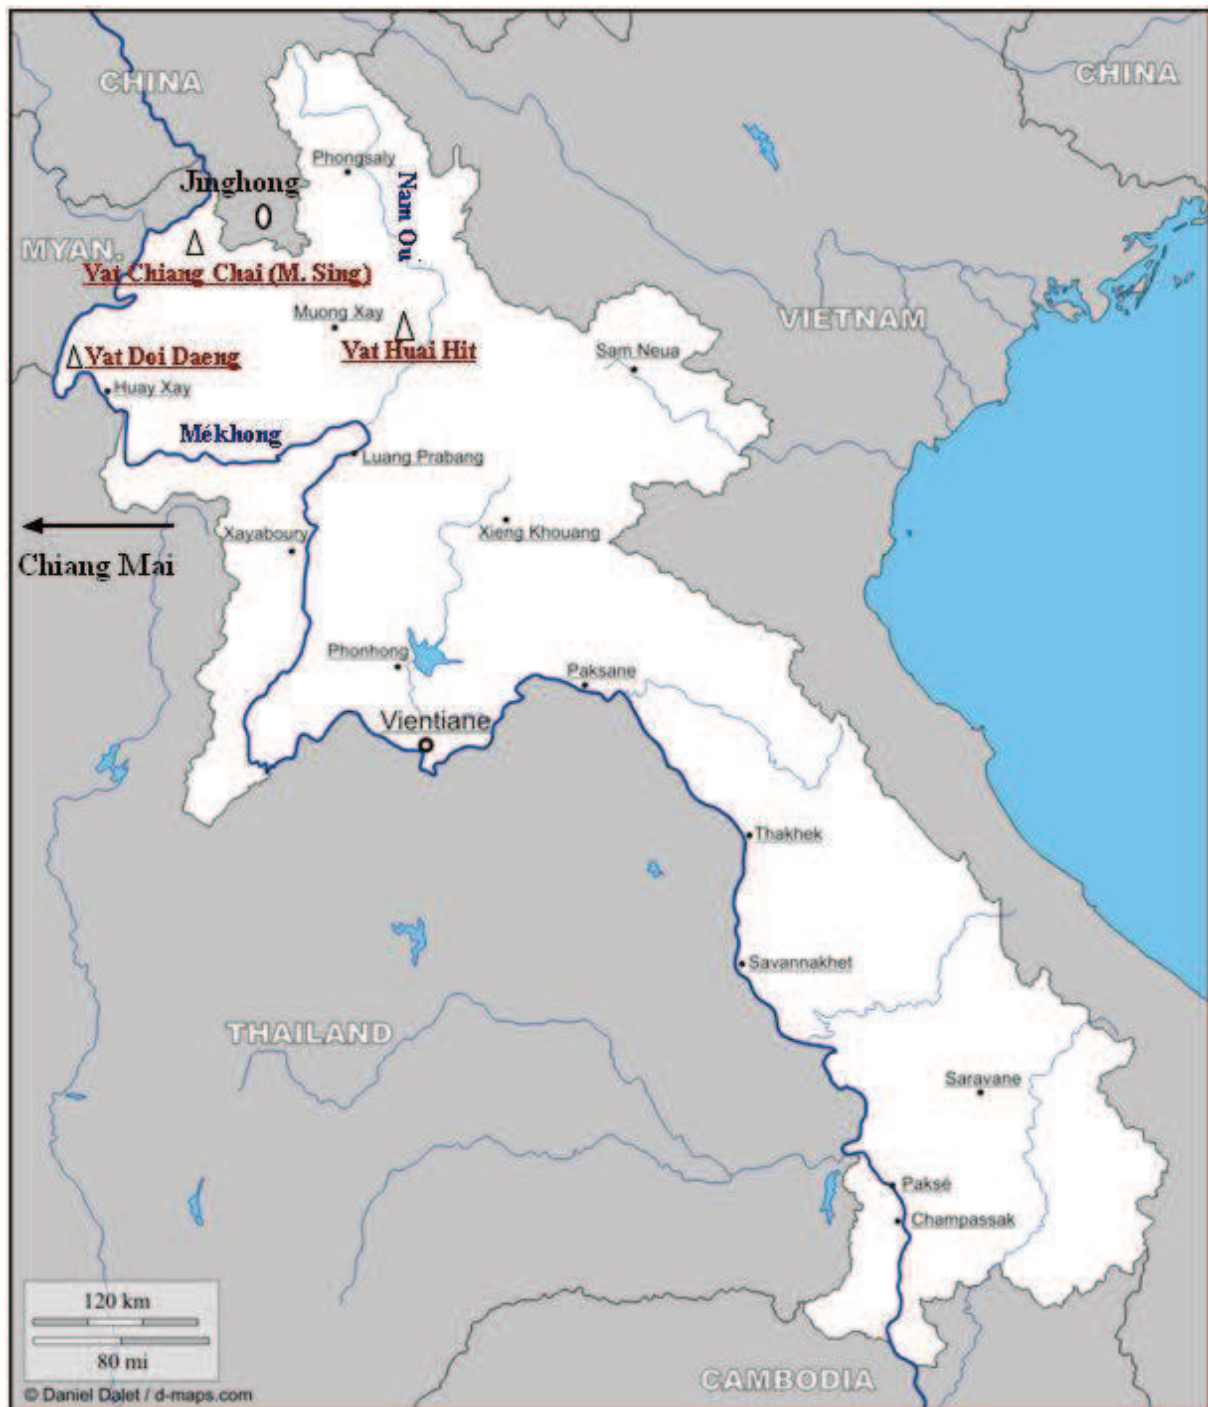 CHINA
CHINA
Phongsaly
Jinghong
Nam Ou
MYAN.
Vat Chiang Chai (M. Sing)
Muong Xay
VIETNAM
Vat Huai Hit
Sam Neua
Vat Doi Daeng
Huay Xay
Mékhong
Luang Prabang
Xayaboury
Xieng Khouang
Chiang Mai
Phonhong
Paksane
Vientiane
Thakhek
Savannakhet
THAILAND
Saravane
Paksé
Champassak
120 km
80 mi
CAMBODIA
© Daniel Dalet / d-maps.com